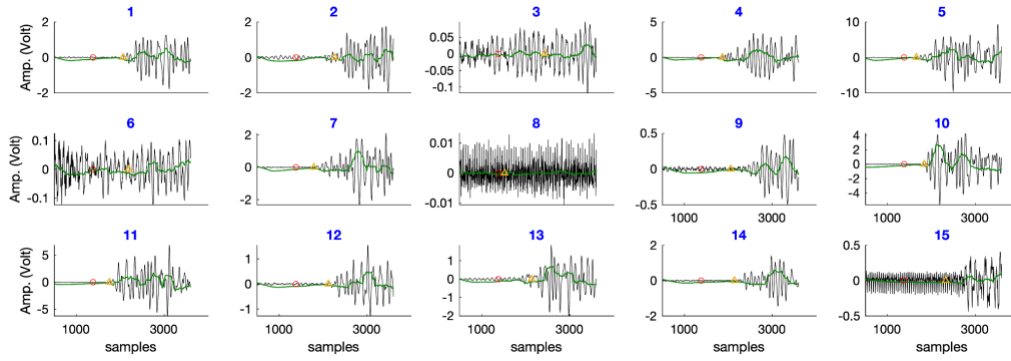 1 2 3 4 5
Amp. (Volt)
2 2 0.10 5 10
0.05
0 0 0 0 0
-0.05
-2 -2 -0.1 -5 -10
6 7 8 9 10
Amp. (Volt)
0.1 2 0.01 0.5 4
2
0 0 0 0 0
-2
-0.1 -2 -0.01 -0.5 -4
1000 3000 1000 3000
11 12 13 14 15
Amp. (Volt)
5 1 2 2 0.5
1
0 0 0 0 0
-1
-5 -1 -2 -2 -0.5
1000 3000 1000 3000 1000 3000 1000 3000 1000 3000
samples samples samples samples samples